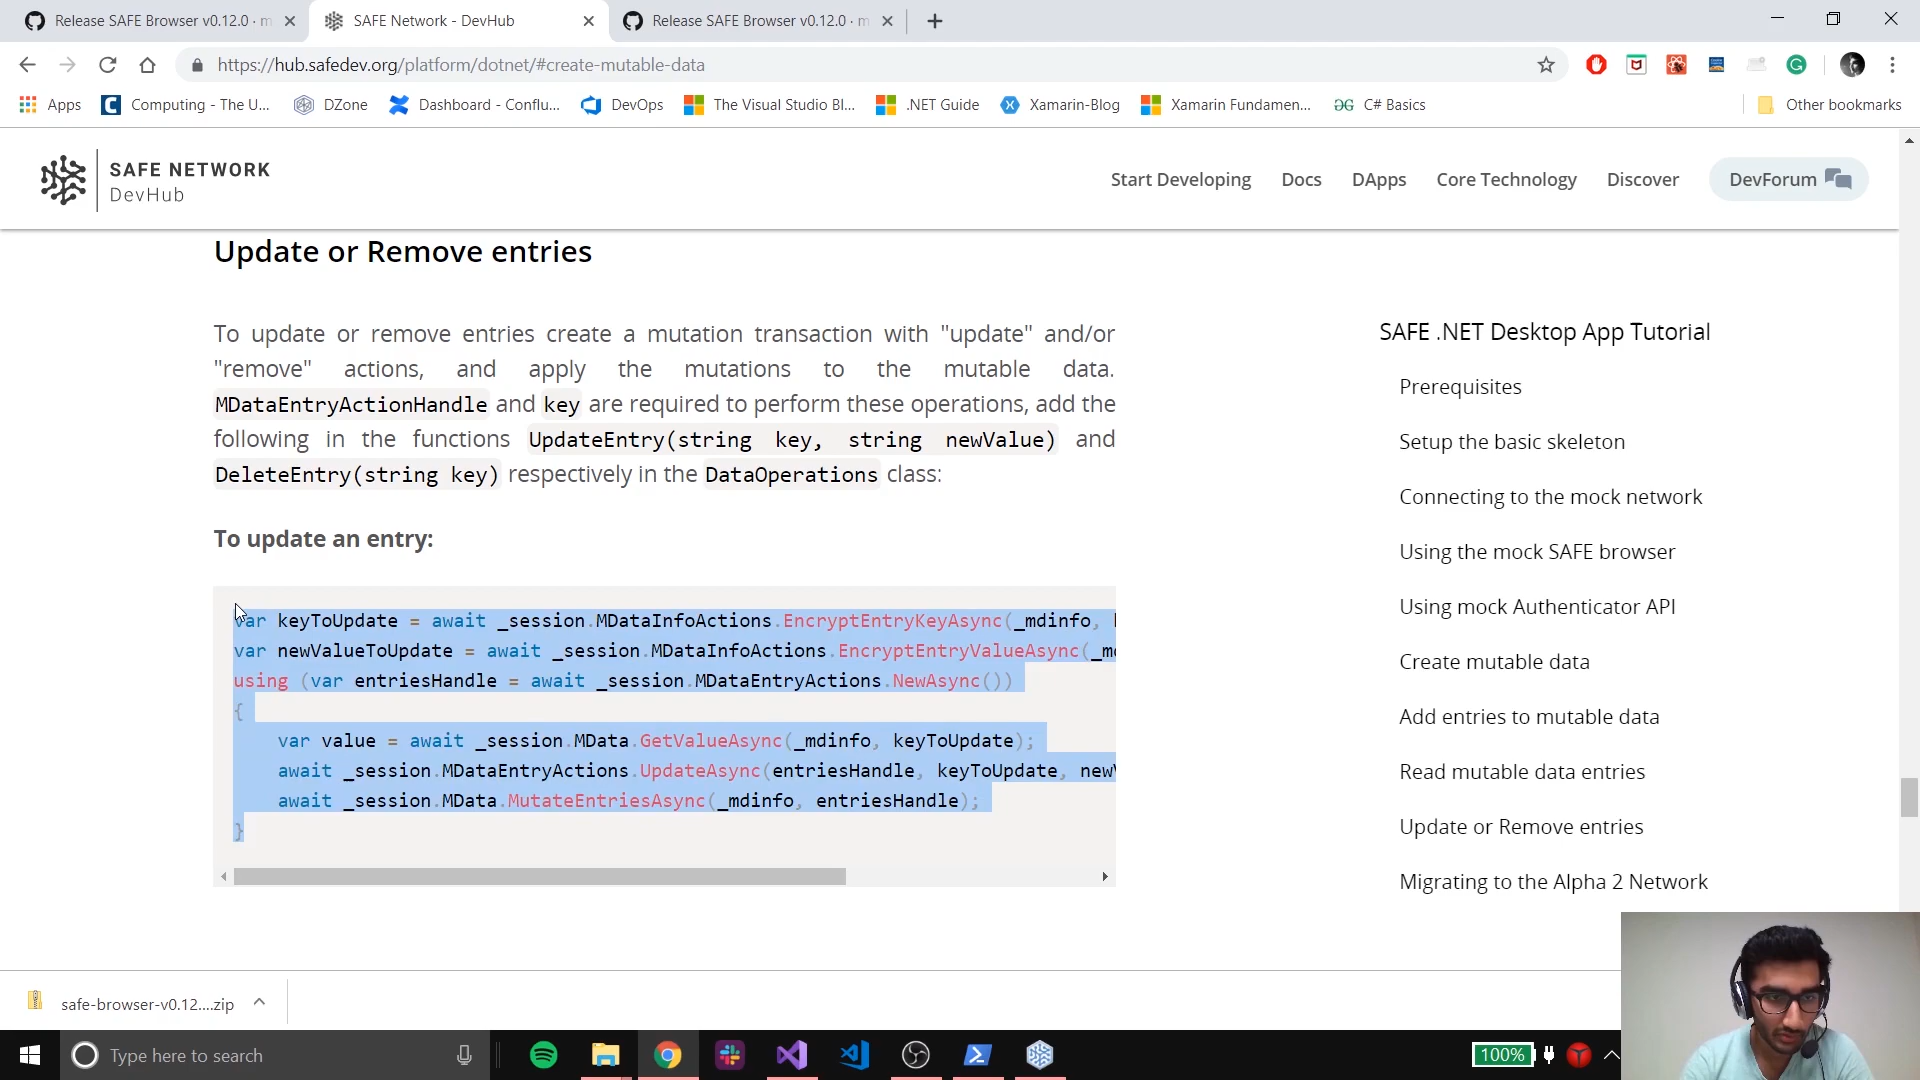 Release SAFE Browser v0.12.0 · m
SAFE Network - DevHub
Release SAFE Browser v0.12.0 · m
https://hub.safedev.org/platform/dotnet/#create-mutable-data
Apps
Computing - The U...
DZone
Dashboard - Conflu...
DevOps
The Visual Studio Bl...
.NET Guide
Xamarin-Blog
Xamarin Fundamen...
C# Basics
Other bookmarks
SAFE NETWORK
DevHub
Start Developing
Docs
DApps
Core Technology
Discover
DevForum
Update or Remove entries
To update or remove entries create a mutation transaction with "update" and/or
"remove" actions, and apply the mutations to the mutable data.
MDataEntryActionHandle and key are required to perform these operations, add the
following in the functions UpdateEntry(string key, string newValue) and
DeleteEntry(string key) respectively in the DataOperations class:
To update an entry:
var keyToUpdate = await _session.MDataInfoActions.EncryptEntryKeyAsync(_mdinfo,
var newValueToUpdate = await _session.MDataInfoActions.EncryptEntryValueAsync(_m
using (var entriesHandle = await _session.MDataEntryActions.NewAsync())
{
var value = await _session.MData.GetValueAsync(_mdinfo, keyToUpdate);
await _session.MDataEntryActions.UpdateAsync(entriesHandle, keyToUpdate, new
await _session.MData.MutateEntriesAsync(_mdinfo, entriesHandle);
}
SAFE .NET Desktop App Tutorial
Prerequisites
Setup the basic skeleton
Connecting to the mock network
Using the mock SAFE browser
Using mock Authenticator API
Create mutable data
Add entries to mutable data
Read mutable data entries
Update or Remove entries
Migrating to the Alpha 2 Network
safe-browser-v0.12....zip
Type here to search
100%